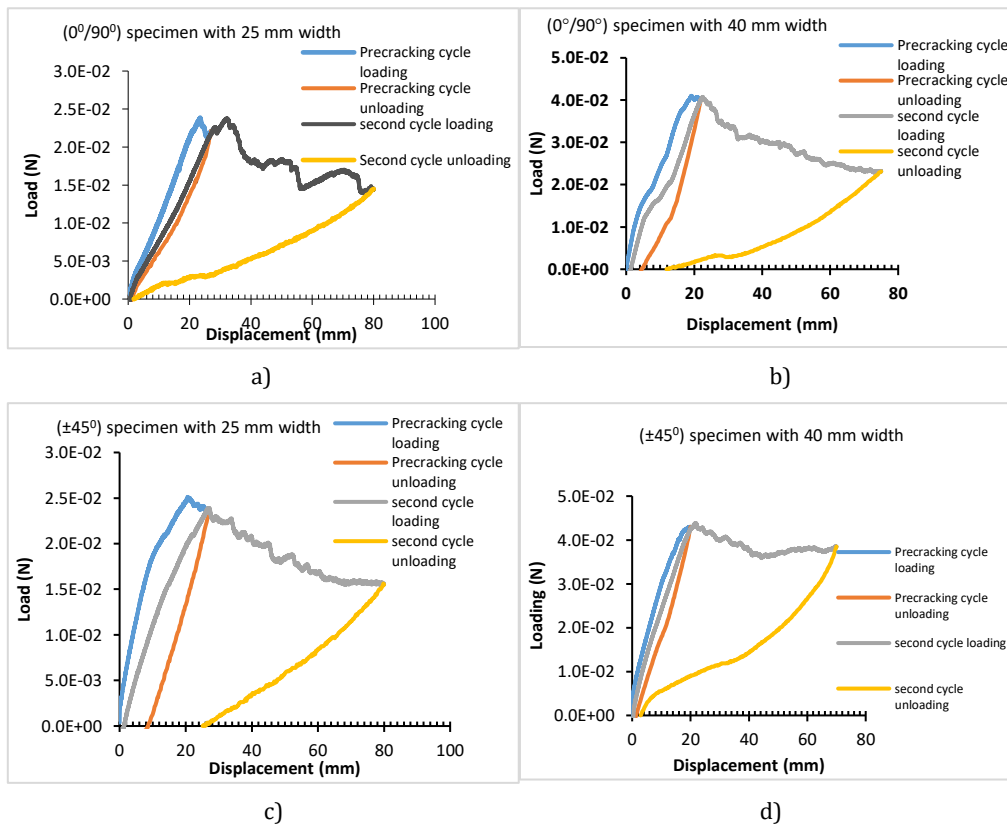 (0⁰/90⁰) specimen with 25 mm width
Precracking cycle
loading
Precracking cycle
unloading
second cycle loading
Second cycle unloading
3.0E-02
2.5E-02
2.0E-02
1.5E-02
1.0E-02
5.0E-03
0.0E+00
Load (N)
0 20 40 60 80 100
Displacement (mm)
a)
(0°/90°) specimen with 40 mm width
Precracking cycle
loading
Precracking cycle
unloading
second cycle
loading
second cycle
unloading
5.0E-02
4.0E-02
3.0E-02
2.0E-02
1.0E-02
0.0E+00
Load (N)
0 20 40 60 80
Displacement (mm)
b)
(±45⁰) specimen with 25 mm width
Precracking cycle
loading
Precracking cycle
unloading
second cycle
loading
second cycle
unloading
3.0E-02
2.5E-02
2.0E-02
1.5E-02
1.0E-02
5.0E-03
0.0E+00
Load (N)
0 20 40 60 80 100
Displacement (mm)
c)
(±45⁰) specimen with 40 mm width
Precracking cycle
loading
Precracking cycle
unloading
second cycle loading
second cycle
unloading
5.0E-02
4.0E-02
3.0E-02
2.0E-02
1.0E-02
0.0E+00
Loading (N)
0 20 40 60 80
Displacement (mm)
d)